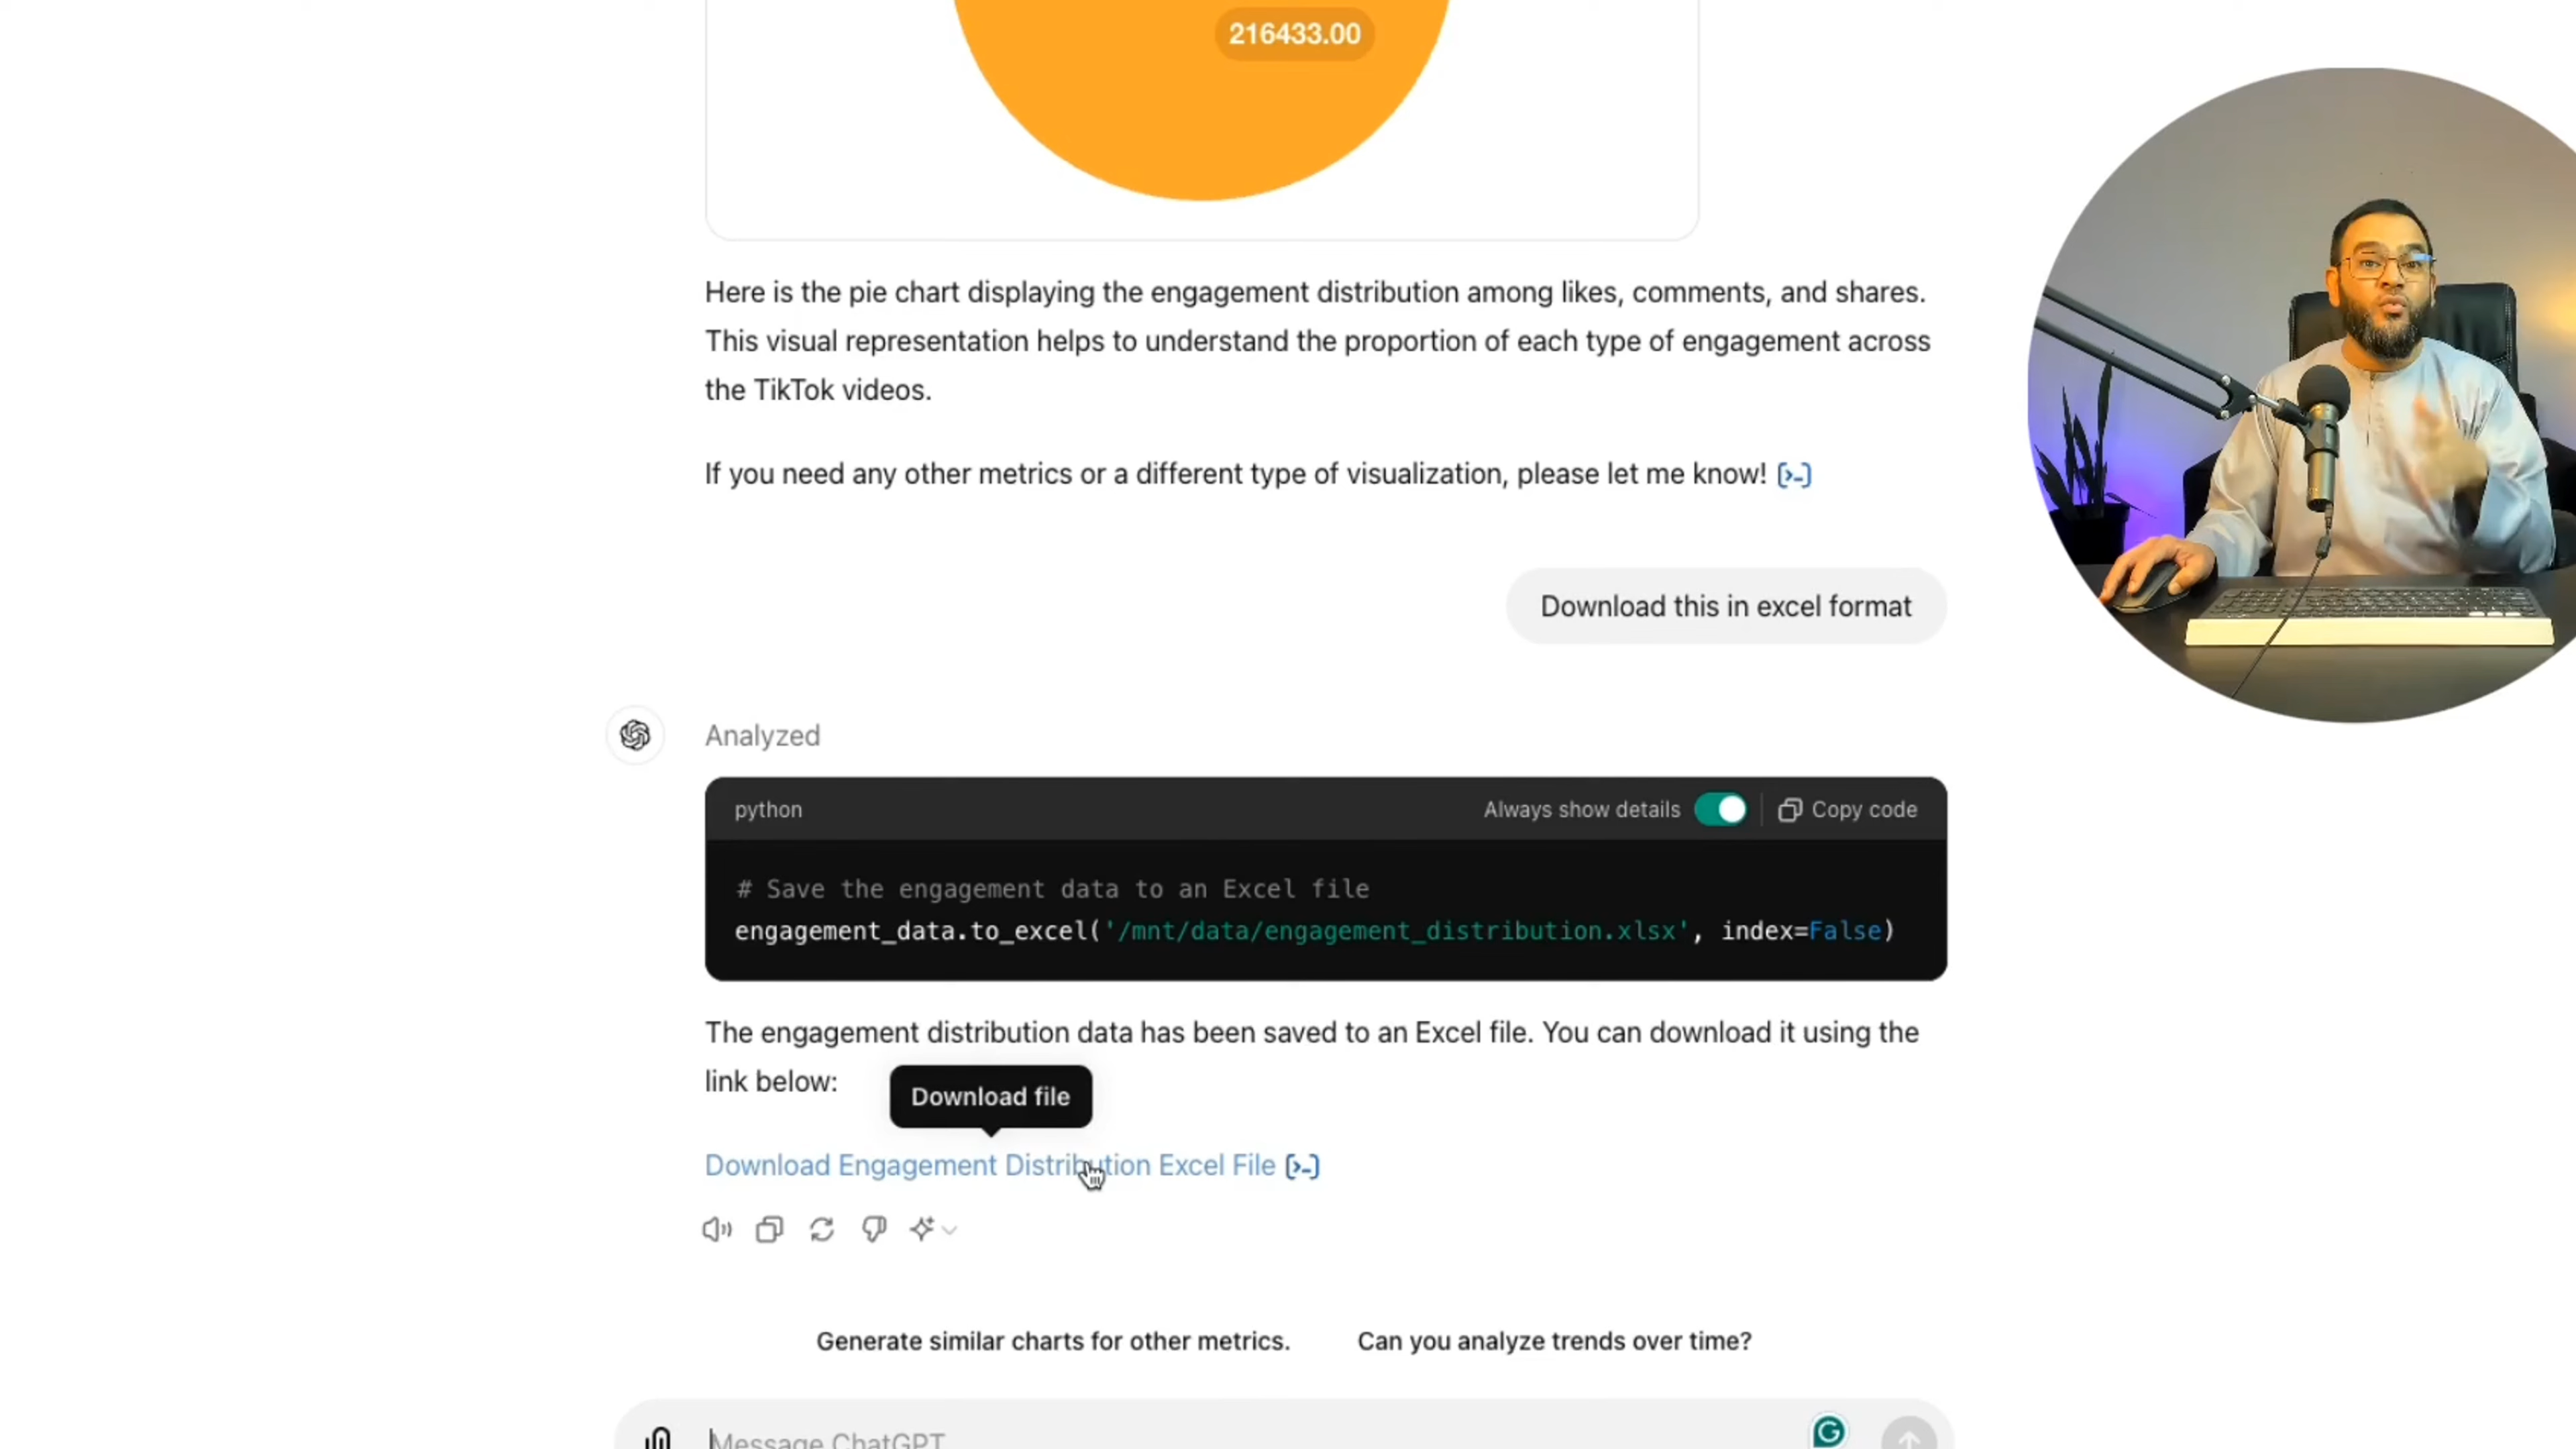 216433.00
Here is the pie chart displaying the engagement distribution among likes, comments, and shares.
This visual representation helps to understand the proportion of each type of engagement across
the TikTok videos.
If you need any other metrics or a different type of visualization, please let me know! [>-]
Download this in excel format
Analyzed
python
Always show details
Copy code
# Save the engagement data to an Excel file
engagement_data.to_excel('/mnt/data/engagement_distribution.xlsx', index=False)
The engagement distribution data has been saved to an Excel file. You can download it using the
link below:
Download file
Download Engagement Distribution Excel File [>-]
Generate similar charts for other metrics.
Can you analyze trends over time?
Message ChatGPT